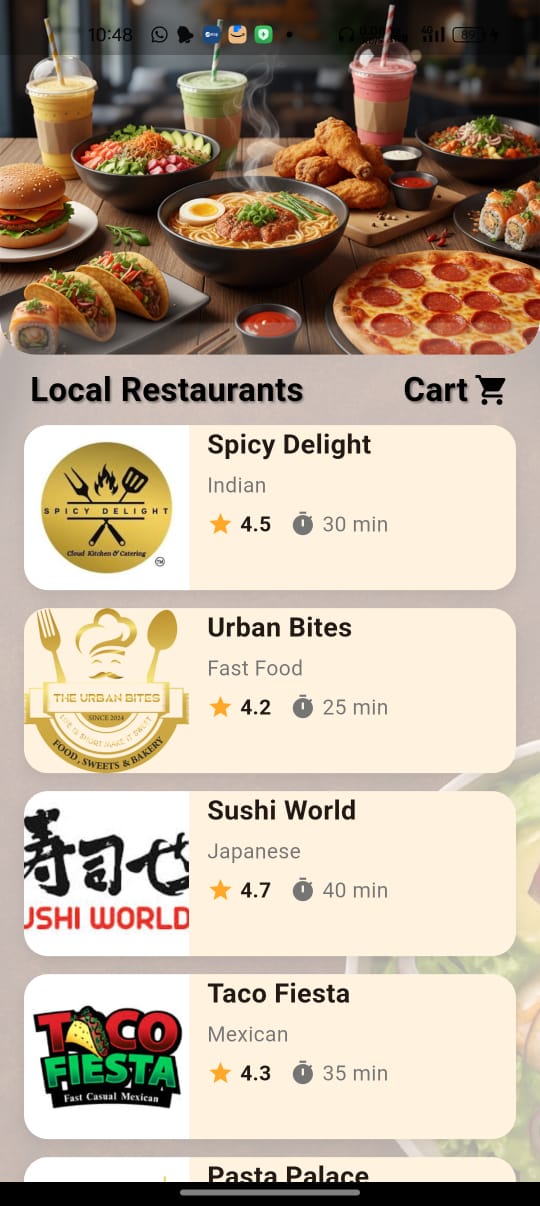 10:48
89
Local Restaurants
Cart
SPICY DELIGHT
Cloud Kitchen & Catering
TM
Spicy Delight
Indian
4.5 30 min
THE URBAN BITES
SINCE 2024
LIFE IS SHORT MAKE IT SWEET
FOOD, SWEETS & BAKERY
Urban Bites
Fast Food
4.2 25 min
寿司
USHI WORLD
Sushi World
Japanese
4.7 40 min
TACO
FIESTA
Fast Casual Mexican
Taco Fiesta
Mexican
4.3 35 min
Pasta Palace